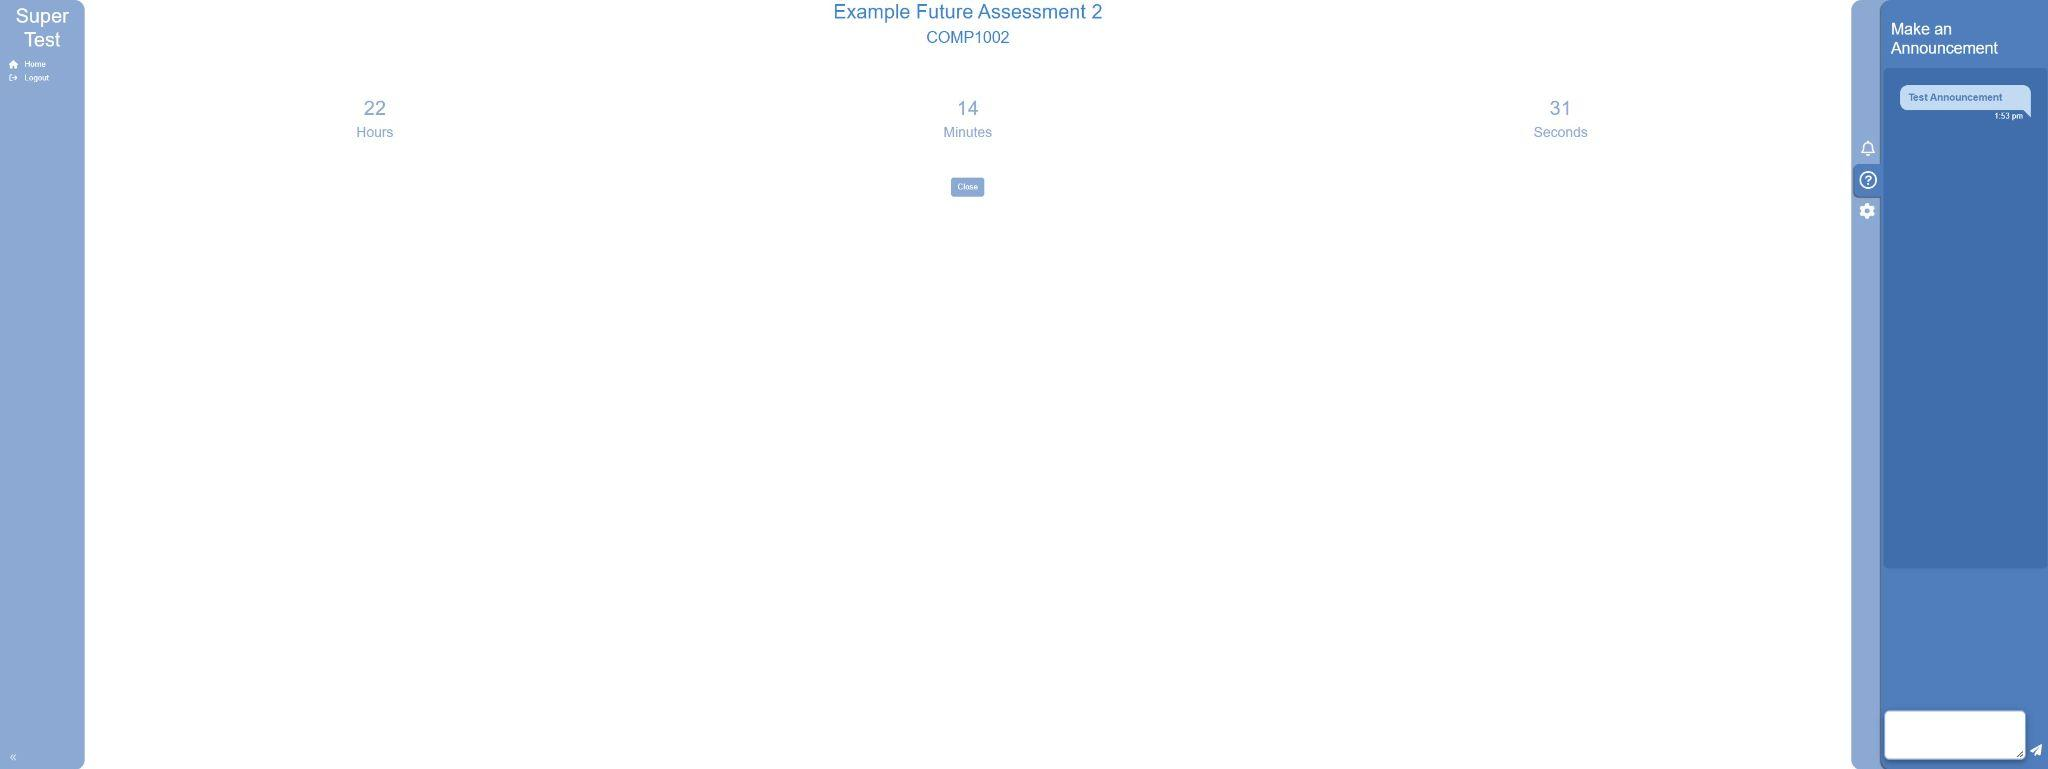 Super
Test
Home
Logout
Example Future Assessment 2
COMP1002
22
Hours
14
Minutes
31
Seconds
Close
Make an
Announcement
Test Announcement
1:53 pm